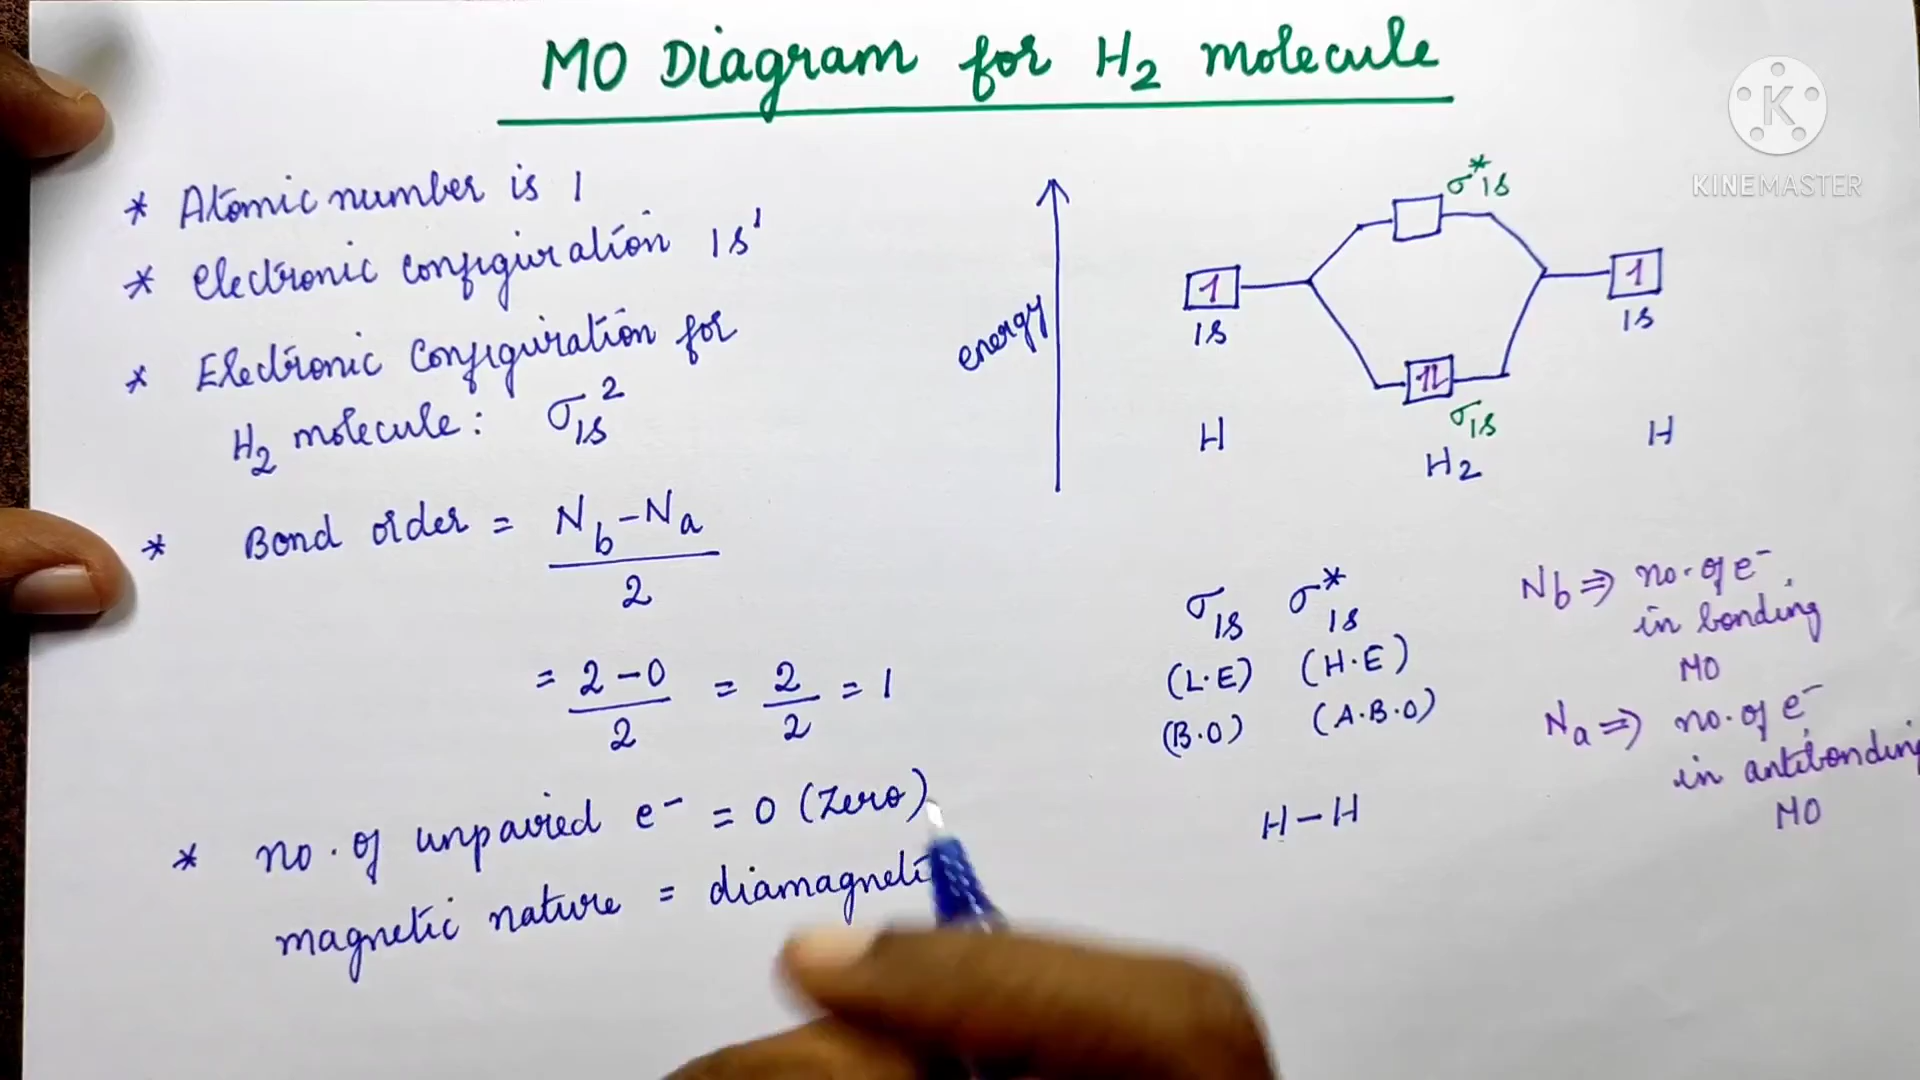 MO Diagram for H2 molecule
K
KINEMASTER
* Atomic number is 1
* Electronic configuration 1s¹
* Electronic Configuration for
H2 molecule: σ1s²
* Bond order = Nb-Na / 2
= 2-0 / 2 = 2 / 2 = 1
* no. of unpaired e⁻ = 0 (Zero)
magnetic nature = diamagneti
energy
σ*1s
1 1
1s 1s
1L
σ1s
H H2 H
σ1s σ*1s
(L.E) (H.E)
(B.O) (A.B.O)
H-H
Nb ⇒ no. of e⁻
in bonding
MO
Na ⇒ no. of e⁻
in antibonding
MO